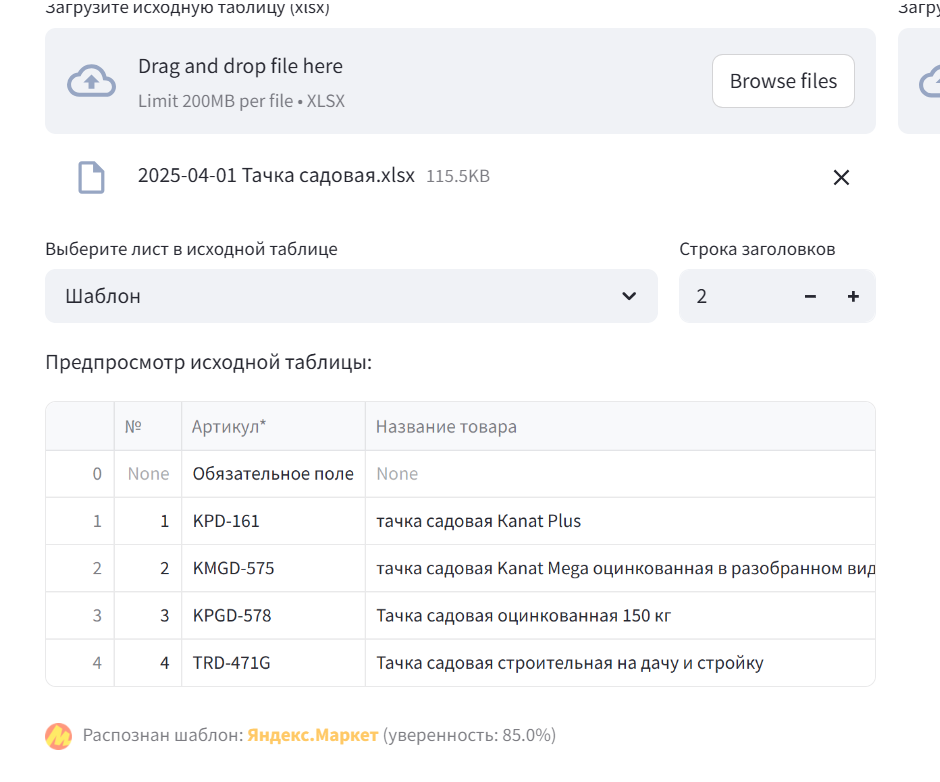 Загрузите исходную таблицу (xlsx)
Загру
Drag and drop file here
Limit 200MB per file • XLSX
Browse files
2025-04-01 Тачка садовая.xlsx 115.5KB
Выберите лист в исходной таблице
Строка заголовков
Шаблон
2
Предпросмотр исходной таблицы:
№ Артикул* Название товара
0 None Обязательное поле None
1 1 KPD-161 тачка садовая Kanat Plus
2 2 KMGD-575 тачка садовая Kanat Mega оцинкованная в разобранном вид
3 3 KPGD-578 Тачка садовая оцинкованная 150 кг
4 4 TRD-471G Тачка садовая строительная на дачу и стройку
Распознан шаблон: Яндекс.Маркет (уверенность: 85.0%)